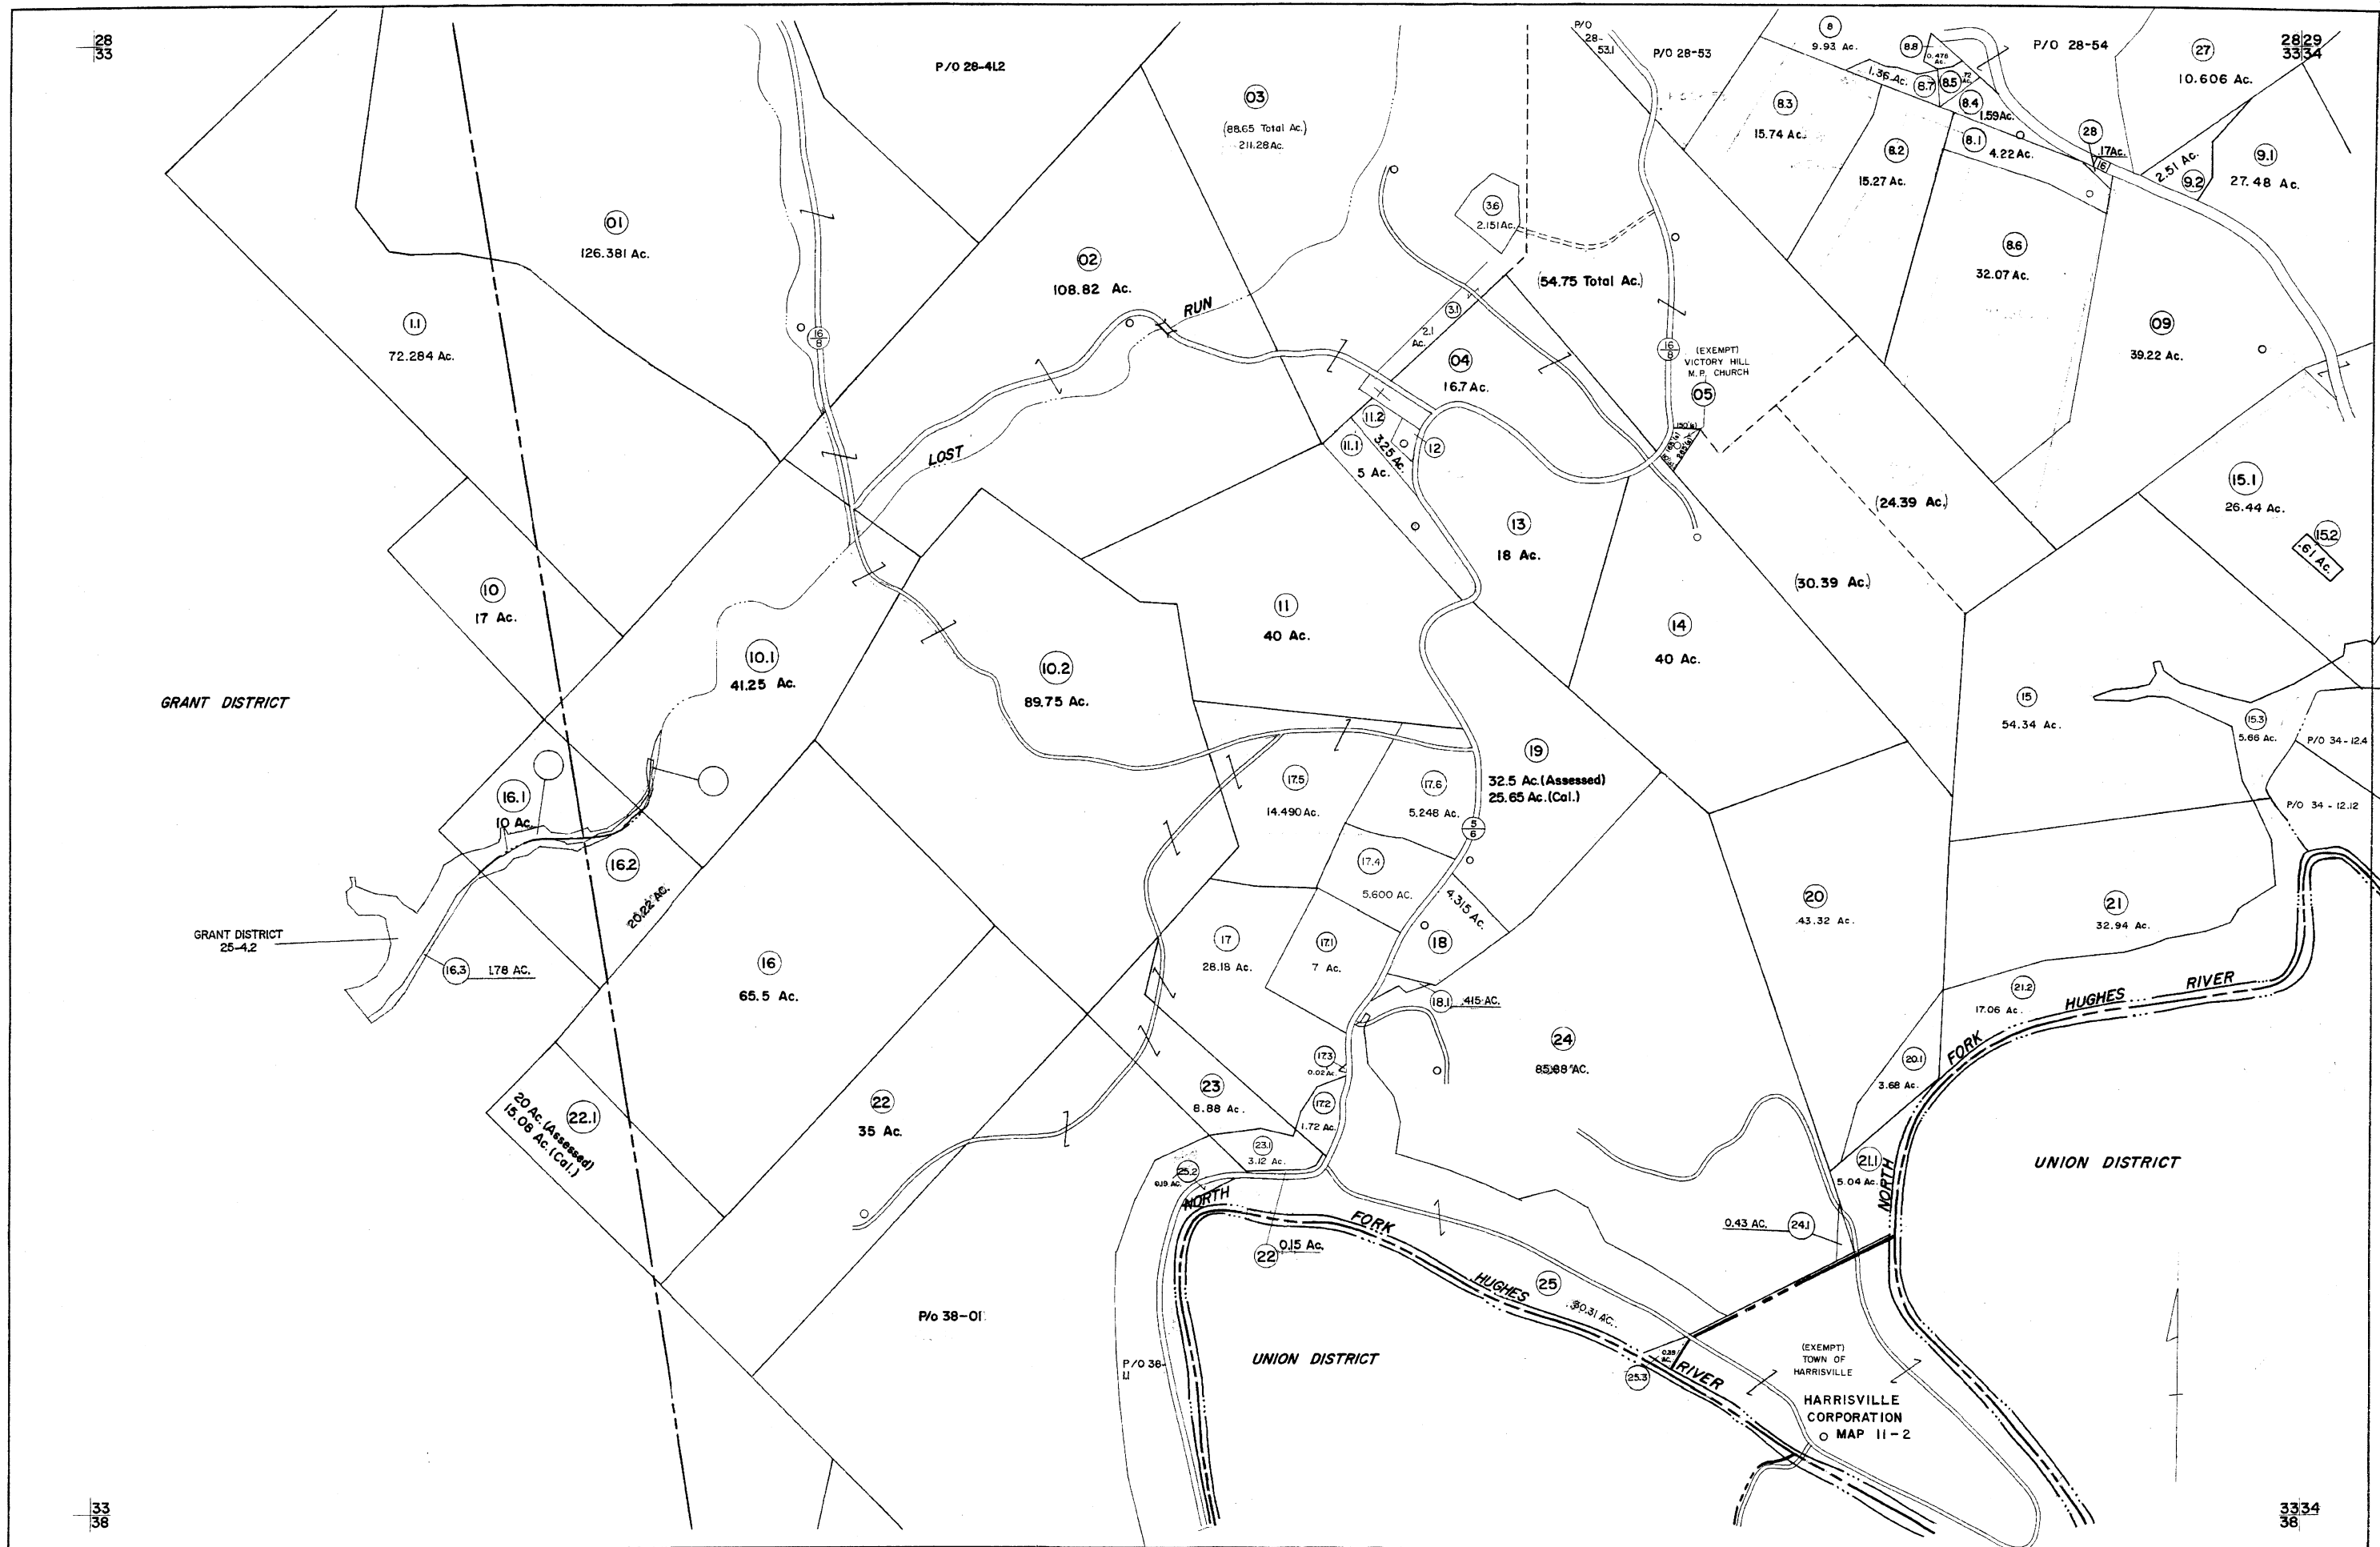 28
33
P/O 28-41.2
03
(88.65 Total Ac.)
211.28 Ac.
P/O
28-
53.1
P/O 28-53
8
9.93 Ac.
8.8
0.476
Ac.
P/O 28-54
27
10.606 Ac.
28|29
33|34
1.36 Ac.
8.7
8.5
.72
Ac.
8.4
1.59 Ac.
8.3
15.74 Ac.
8.2
15.27 Ac.
8.1
4.22 Ac.
28
.17 Ac.
16
2.51 Ac.
9.2
9.1
27.48 Ac.
01
126.381 Ac.
02
108.82 Ac.
3.6
2.151 Ac.
(54.75 Total Ac.)
8.6
32.07 Ac.
1.1
72.284 Ac.
16
8
RUN
3.1
2.1
Ac.
04
16.7 Ac.
16
8
(EXEMPT)
VICTORY HILL
M.P. CHURCH
05
09
39.22 Ac.
LOST
11.2
3.25 Ac.
11.1
5 Ac.
12
15.1
26.44 Ac.
15.2
.61 Ac.
(24.39 Ac.)
13
18 Ac.
(30.39 Ac.)
10
17 Ac.
11
40 Ac.
14
40 Ac.
10.1
41.25 Ac.
10.2
89.75 Ac.
GRANT DISTRICT
15
54.34 Ac.
15.3
5.66 Ac.
P/O 34-12.4
P/O 34-12.12
16.1
10 Ac.
17.5
14.490 Ac.
17.6
5.248 Ac.
19
32.5 Ac. (Assessed)
25.65 Ac. (Cal.)
5
6
16.2
20.22 AC.
17.4
5.600 AC.
4.315 Ac.
18
20
43.32 Ac.
21
32.94 Ac.
GRANT DISTRICT
25-4.2
16.3 1.78 AC.
16
65.5 Ac.
17
28.18 Ac.
17.1
7 Ac.
18.1 .415 AC.
21.2
17.06 Ac.
HUGHES RIVER
FORK
NORTH
24
85.88 AC.
20.1
3.68 Ac.
17.3
0.02 Ac.
22.1
20 Ac. (Assessed)
15.08 Ac. (Cal.)
22
35 Ac.
23
8.88 Ac.
17.2
1.72 Ac.
23.1
3.12 Ac.
25.2
0.19 AC.
21.1
5.04 Ac.
UNION DISTRICT
NORTH
FORK
HUGHES
RIVER
22 0.15 Ac.
0.43 AC. 24.1
25
30.31 AC.
P/o 38-01
P/O 38-
1.1
UNION DISTRICT
0.39
AC.
25.3
(EXEMPT)
TOWN OF
HARRISVILLE
HARRISVILLE
CORPORATION
MAP 11-2
33
38
33|34
38